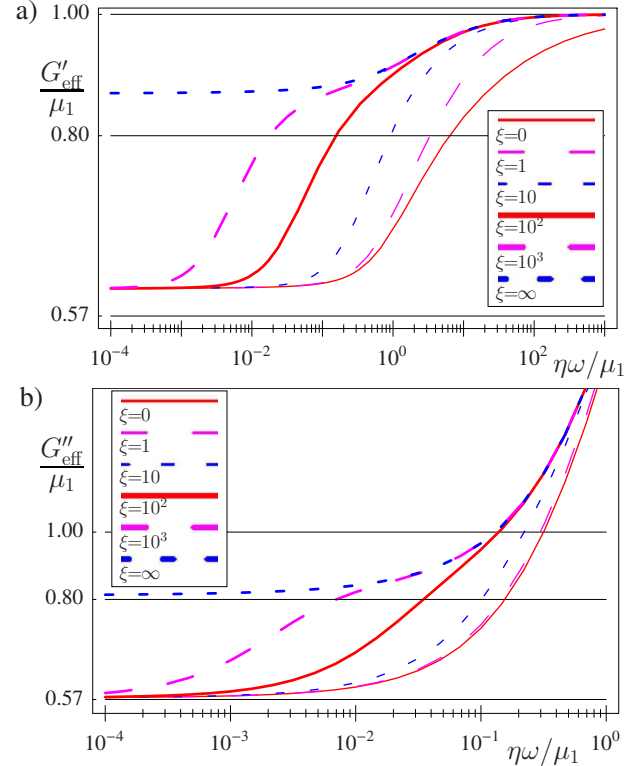 a)
1.00
G′eff
μ1
0.80
ξ=0
ξ=1
ξ=10
ξ=10²
ξ=10³
ξ=∞
0.57
10⁻⁴ 10⁻² 10⁰ 10²
ηω/μ1
b)
G″eff
μ1
ξ=0
ξ=1
ξ=10
ξ=10²
ξ=10³
ξ=∞
1.00
0.80
0.57
10⁻⁴ 10⁻³ 10⁻² 10⁻¹ 10⁰
ηω/μ1